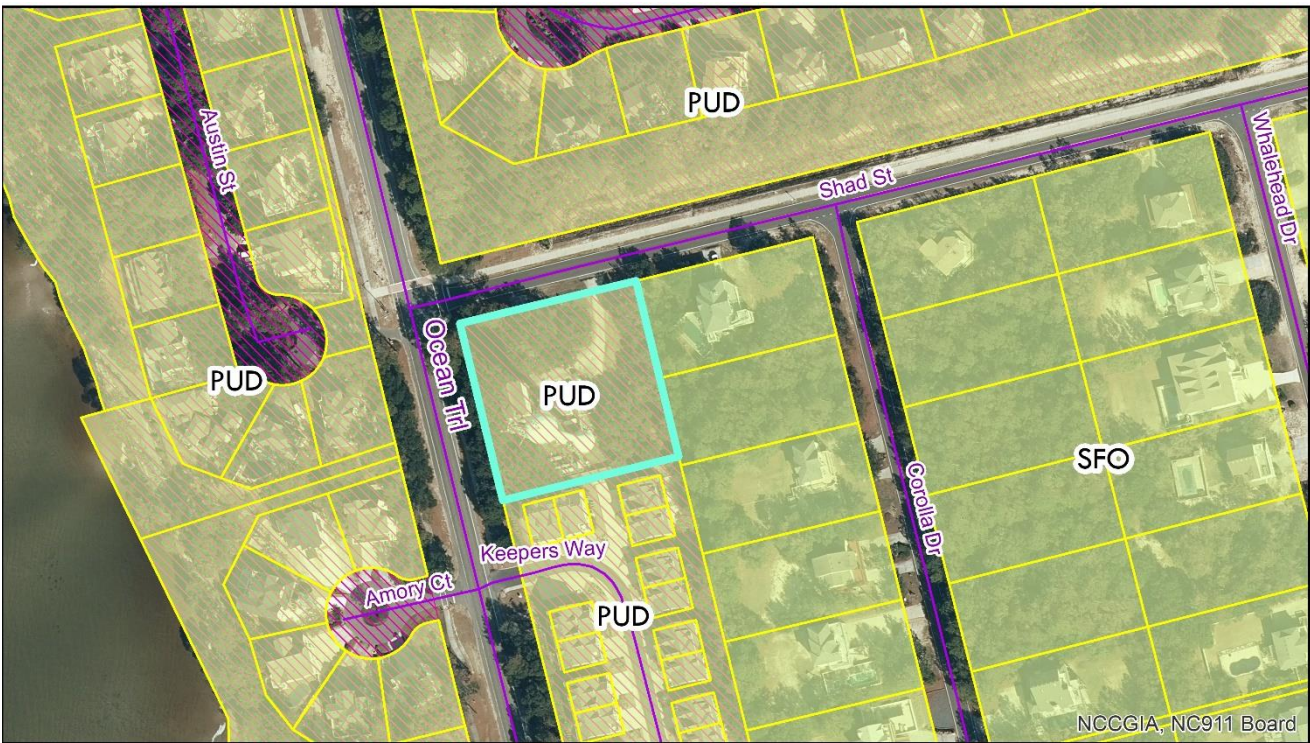 PUD
Austin St
Shad St
Whalehead Dr
PUD
Ocean Trl
PUD
SFO
Corolla Dr
Keepers Way
Amory Ct
PUD
NCCGIA, NC911 Board